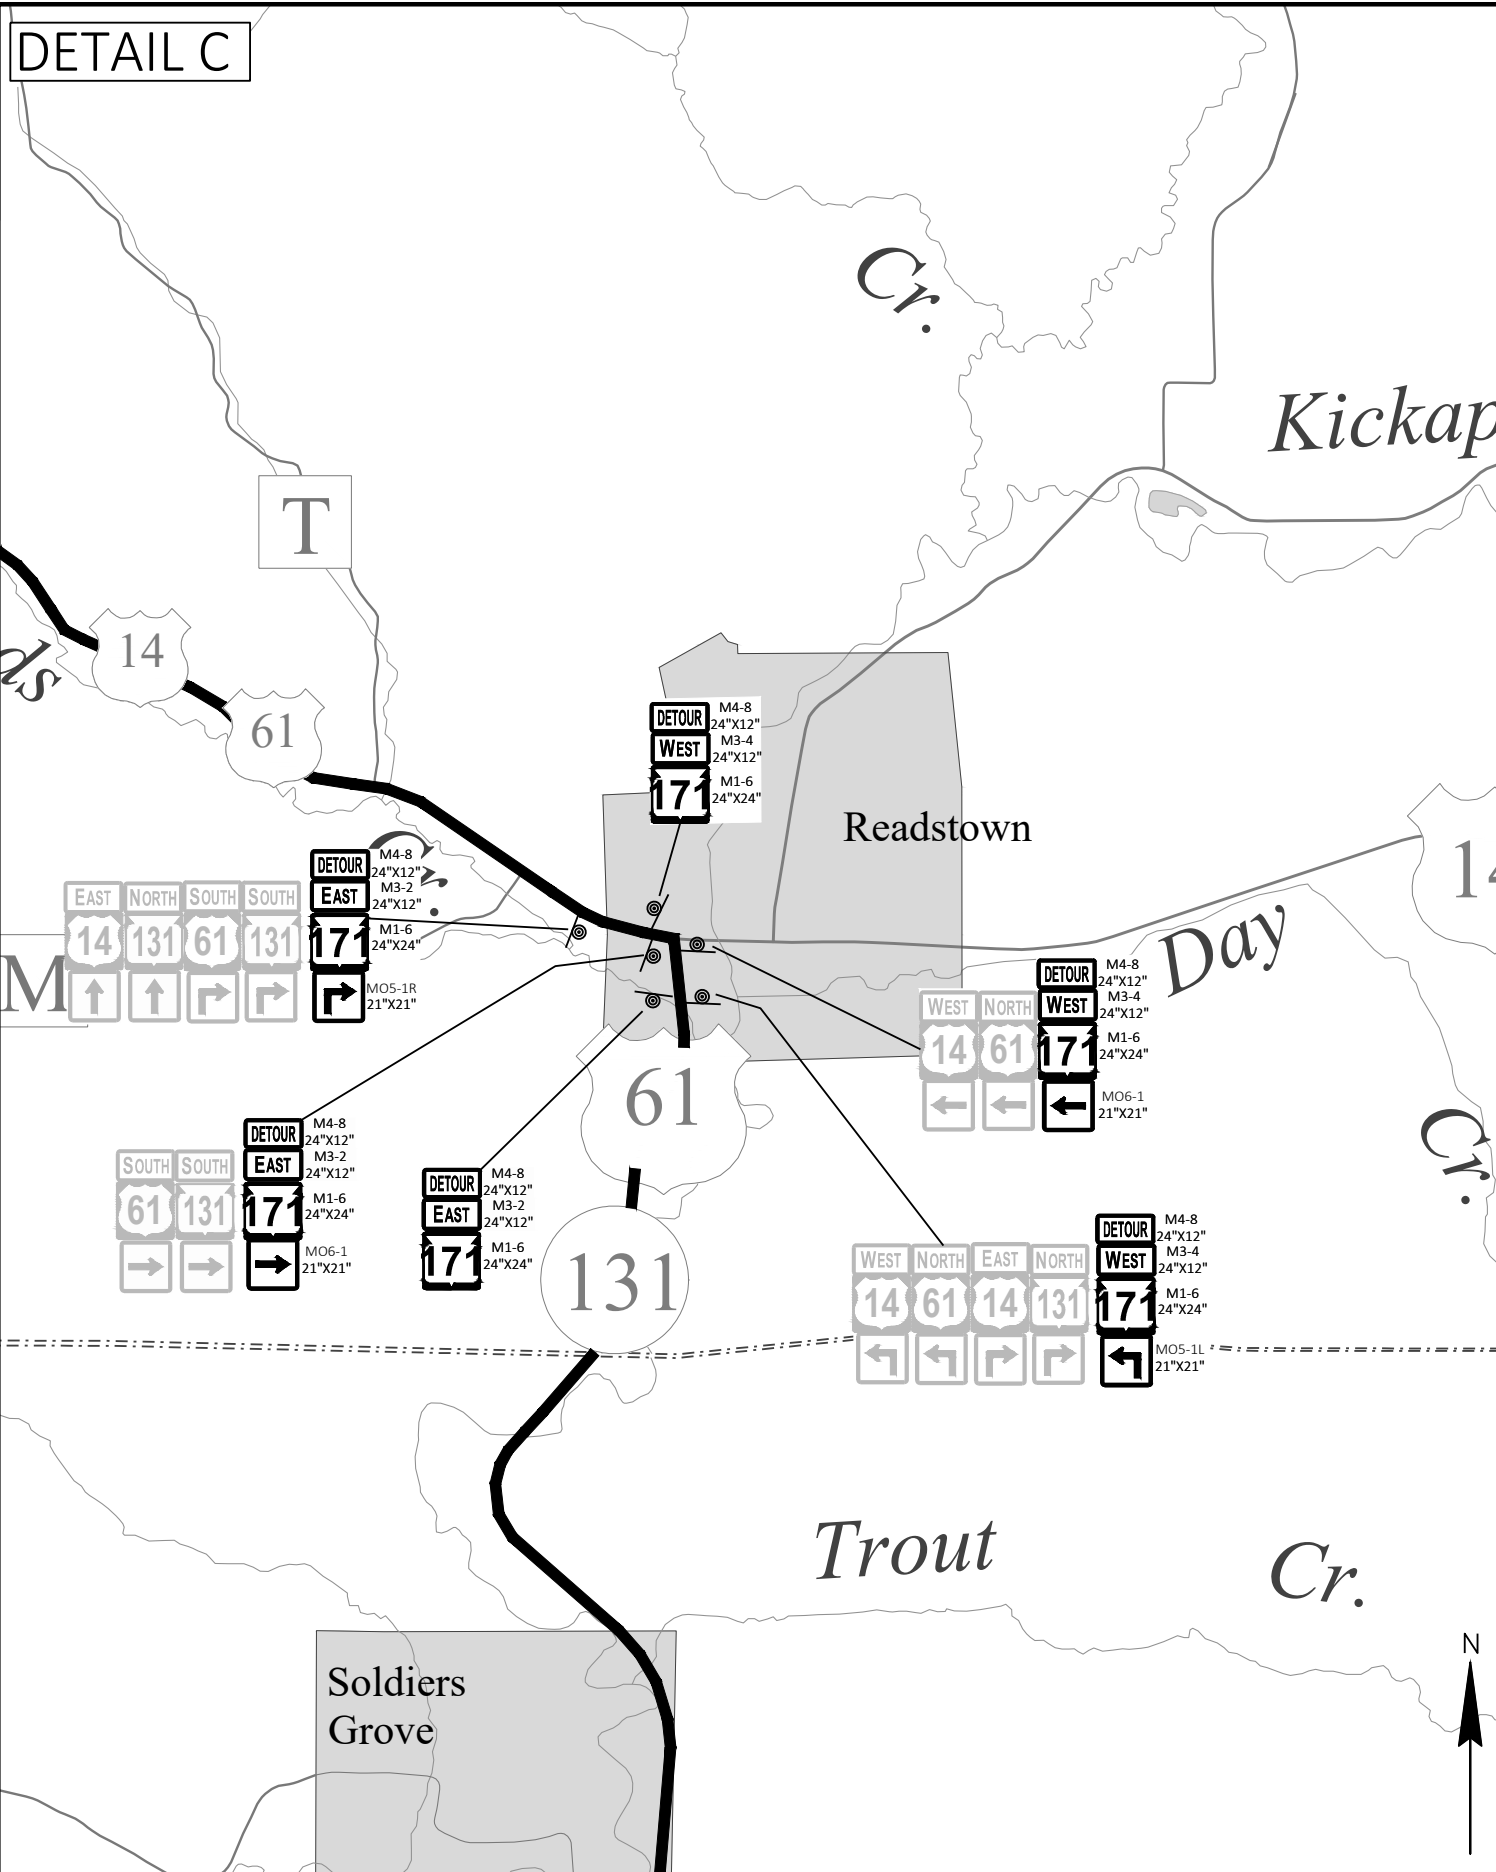 DETAIL C
Cr.
Kickap
T
14
ds
61
DETOUR
M4-8
24"X12"
WEST
M3-4
24"X12"
171
M1-6
24"X24"
Readstown
14
Cr.
EAST NORTH SOUTH SOUTH
14 131 61 131
DETOUR
M4-8
24"X12"
EAST
M3-2
24"X12"
171
M1-6
24"X24"
MO5-1R
21"X21"
M
Day
WEST NORTH
14 61
DETOUR
M4-8
24"X12"
WEST
M3-4
24"X12"
171
M1-6
24"X24"
MO6-1
21"X21"
61
Cr.
SOUTH SOUTH
61 131
DETOUR
M4-8
24"X12"
EAST
M3-2
24"X12"
171
M1-6
24"X24"
MO6-1
21"X21"
DETOUR
M4-8
24"X12"
EAST
M3-2
24"X12"
171
M1-6
24"X24"
131
WEST NORTH EAST NORTH
14 61 14 131
DETOUR
M4-8
24"X12"
WEST
M3-4
24"X12"
171
M1-6
24"X24"
MO5-1L
21"X21"
Trout
Cr.
Soldiers
Grove
N